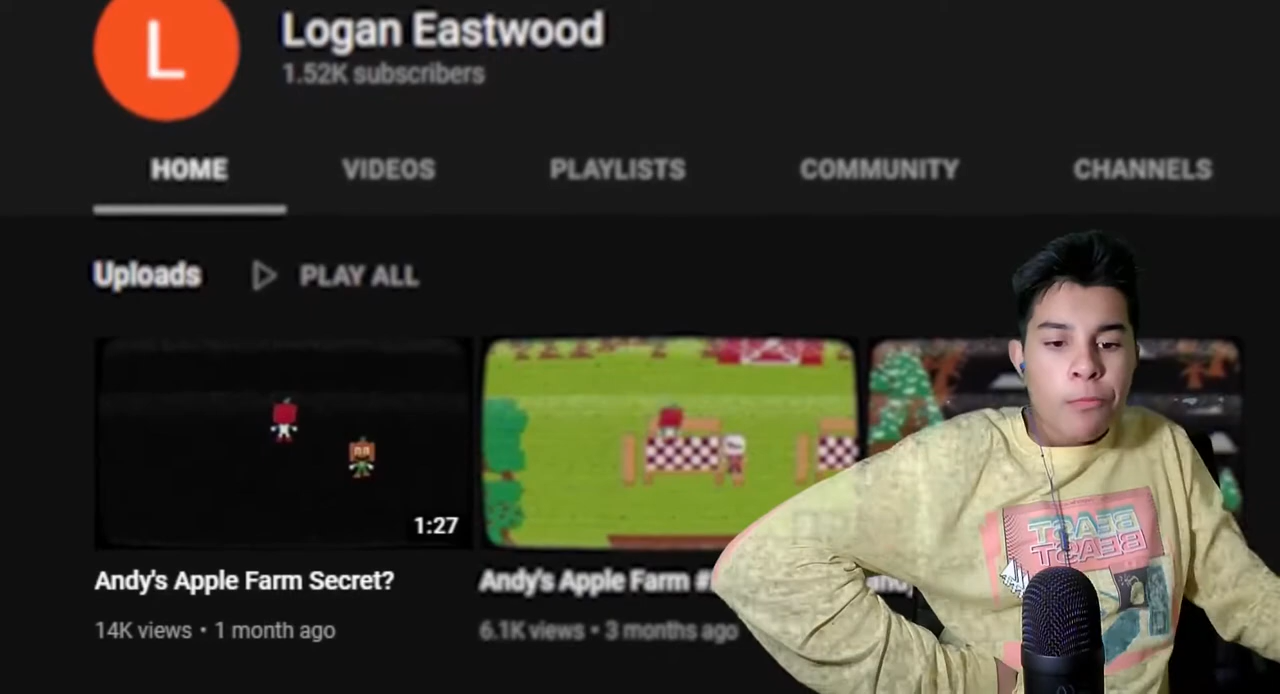 L
Logan Eastwood
1.52K subscribers
HOME VIDEOS PLAYLISTS COMMUNITY CHANNELS
Uploads PLAY ALL
1:27
BEAST
BEAST
Andy's Apple Farm Secret? Andy's Apple Farm #
14K views • 1 month ago 6.1K views • 3 months ago